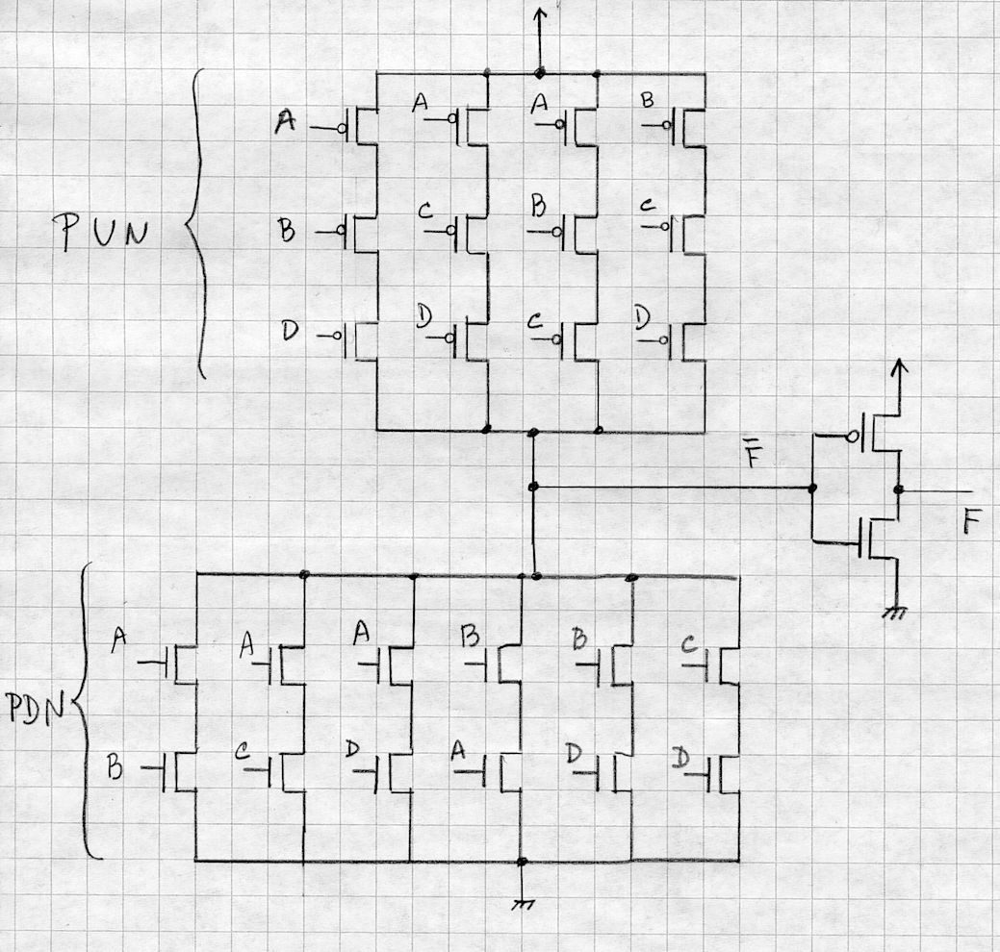 A A A B
PUN
B C B C
D D C D
F̅
F
A A A B B C
PDN
B C D A D D